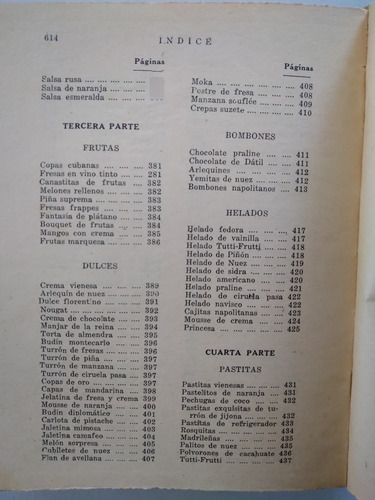 614 INDICE
Páginas
Salsa rusa .... .... .... ....
Salsa de naranja .... .... ....
Salsa esmeralda .... .... ....
TERCERA PARTE
FRUTAS
Copas cubanas .... .... .... 381
Fresas en vino tinto .... .... 381
Canastitas de frutas .... .... 382
Melones rellenos .... .... .... 382
Piña suprema .... .... .... .... 382
Fresas frappes .... .... .... 383
Fantasía de plátano .... .... 384
Bouquet de frutas .... .... .... 384
Mangos con crema .... .... 385
Frutas marquesa .... .... .... 386
DULCES
Crema vienesa .... .... .... 389
Arlequín de nuez .... .... .... 390
Dulce florentino .... .... .... 391
Nougat .... .... .... .... .... 392
Crema de chocolate .... .... 393
Manjar de la reina .... .... 394
Torta de almendra .... .... 394
Budín montecarlo .... .... .... 395
Turrón de fresas .... .... .... 396
Turrón de piña .... .... .... 396
Turrón de manzana .... .... 397
Turrón de ciruela pasa .... .... 397
Copas de oro .... .... .... .... 397
Capas de mandarina .... .... 398
Jelatina de fresa y crema 399
Mousse de naranja .... .... 400
Budín diplomático .... .... 401
Carlota de pistache .... .... 402
Jaletina mimosa .... .... .... 403
Jaletina camafeo .... .... .... 404
Melón sorpresa .... .... .... 405
Cubiletes de nuez .... .... 406
Flan de avellana .... .... .... 407
Páginas
Moka .... .... .... .... .... 408
Postre de fresa .... .... .... 408
Manzana souflée .... .... .... 409
Crepas suzete .... .... .... 410
BOMBONES
Chocolate praline .... .... .... 411
Chocolate de Dátil .... .... 411
Arlequines .... .... .... .... 412
Yemitas de nuez .... .... .... 412
Bombones napolitanos .... .... 413
HELADOS
Helado fedora .... .... .... 417
Helado de vainilla .... .... 417
Helado Tutti-Frutti .... .... 418
Helado de Piñón .... .... .... 418
Helado de Nuez .... .... .... 419
Helado de sidra .... .... .... 420
Helado americano .... .... 420
Helado praline .... .... .... 421
Helado de ciruela pasa .... 422
Helado navisco .... .... .... 422
Cajitas napolitanas .... .... 423
Mousse de crema .... .... 424
Princesa .... .... .... .... 425
CUARTA PARTE
PASTITAS
Pastitas vienesas .... .... .... 431
Pastelitos de naranja .... .... 431
Pechugas de coco .... .... 432
Pastitas exquisitas de tu-
rrón de jijona .... .... .... 432
Pastitas de refrigerador .... 433
Rosquitas .... .... .... .... 434
Madrileñas .... .... .... .... 434
Palitos de nuez .... .... .... 435
Polvorones de cacahuate .... 436
Tutti-Frutti .... .... .... .... 437